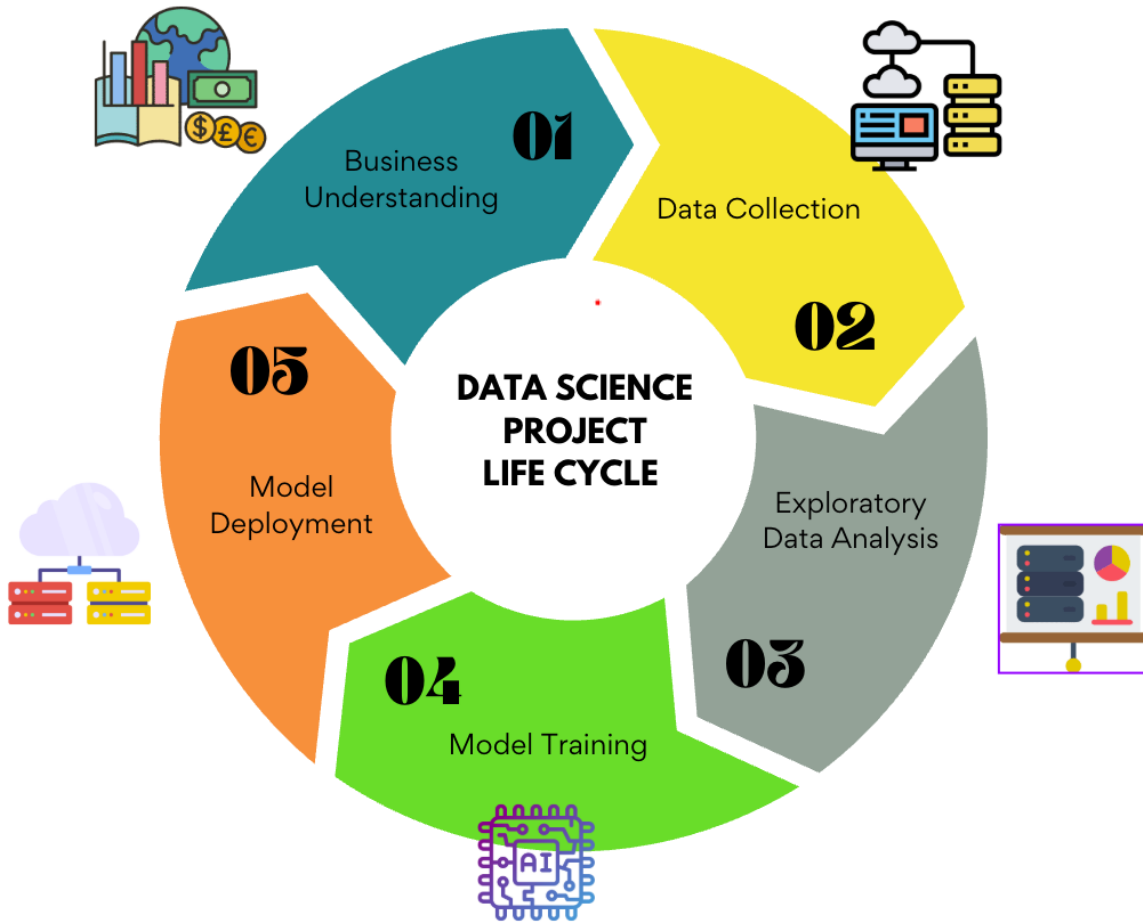 01
Business
Understanding
Data Collection
02
DATA SCIENCE
PROJECT
LIFE CYCLE
05
Model
Deployment
Exploratory
Data Analysis
03
04
Model Training
AI
$ £ €